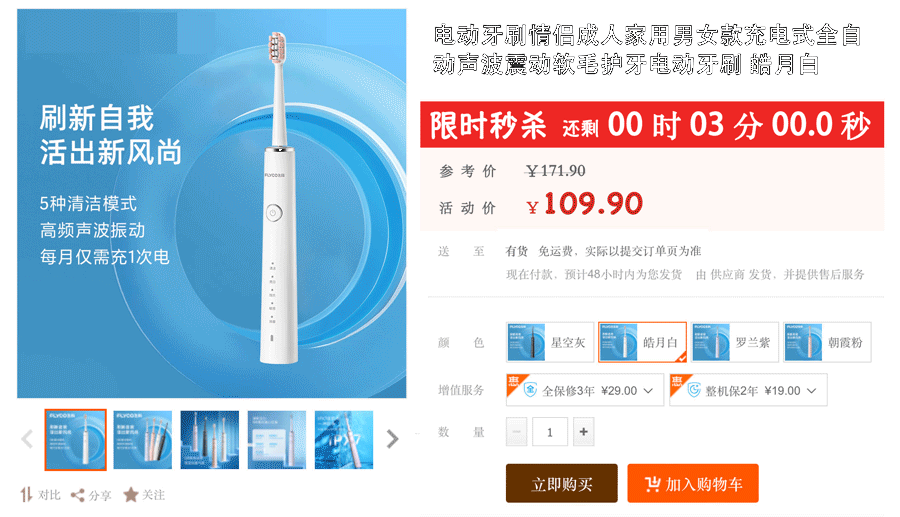 电动牙刷情侣成人家用男女款充电式全自
动声波震动软毛护牙电动牙刷 皓月白
刷新自我
活出新风尚
5种清洁模式
高频声波振动
每月仅需充1次电
FLYCO飞科
限时秒杀 还剩 00 时 03 分 00.0 秒
参考价 ￥171.90
活动价 ￥109.90
送至 有货 免运费，实际以提交订单页为准
现在付款，预计48小时内为您发货 由 供应商 发货，并提供售后服务
颜色 星空灰 皓月白 罗兰紫 朝霞粉
增值服务 惠 全保修3年 ¥29.00 惠 整机保2年 ¥19.00
数量 − 1 +
立即购买 加入购物车
对比 分享 关注